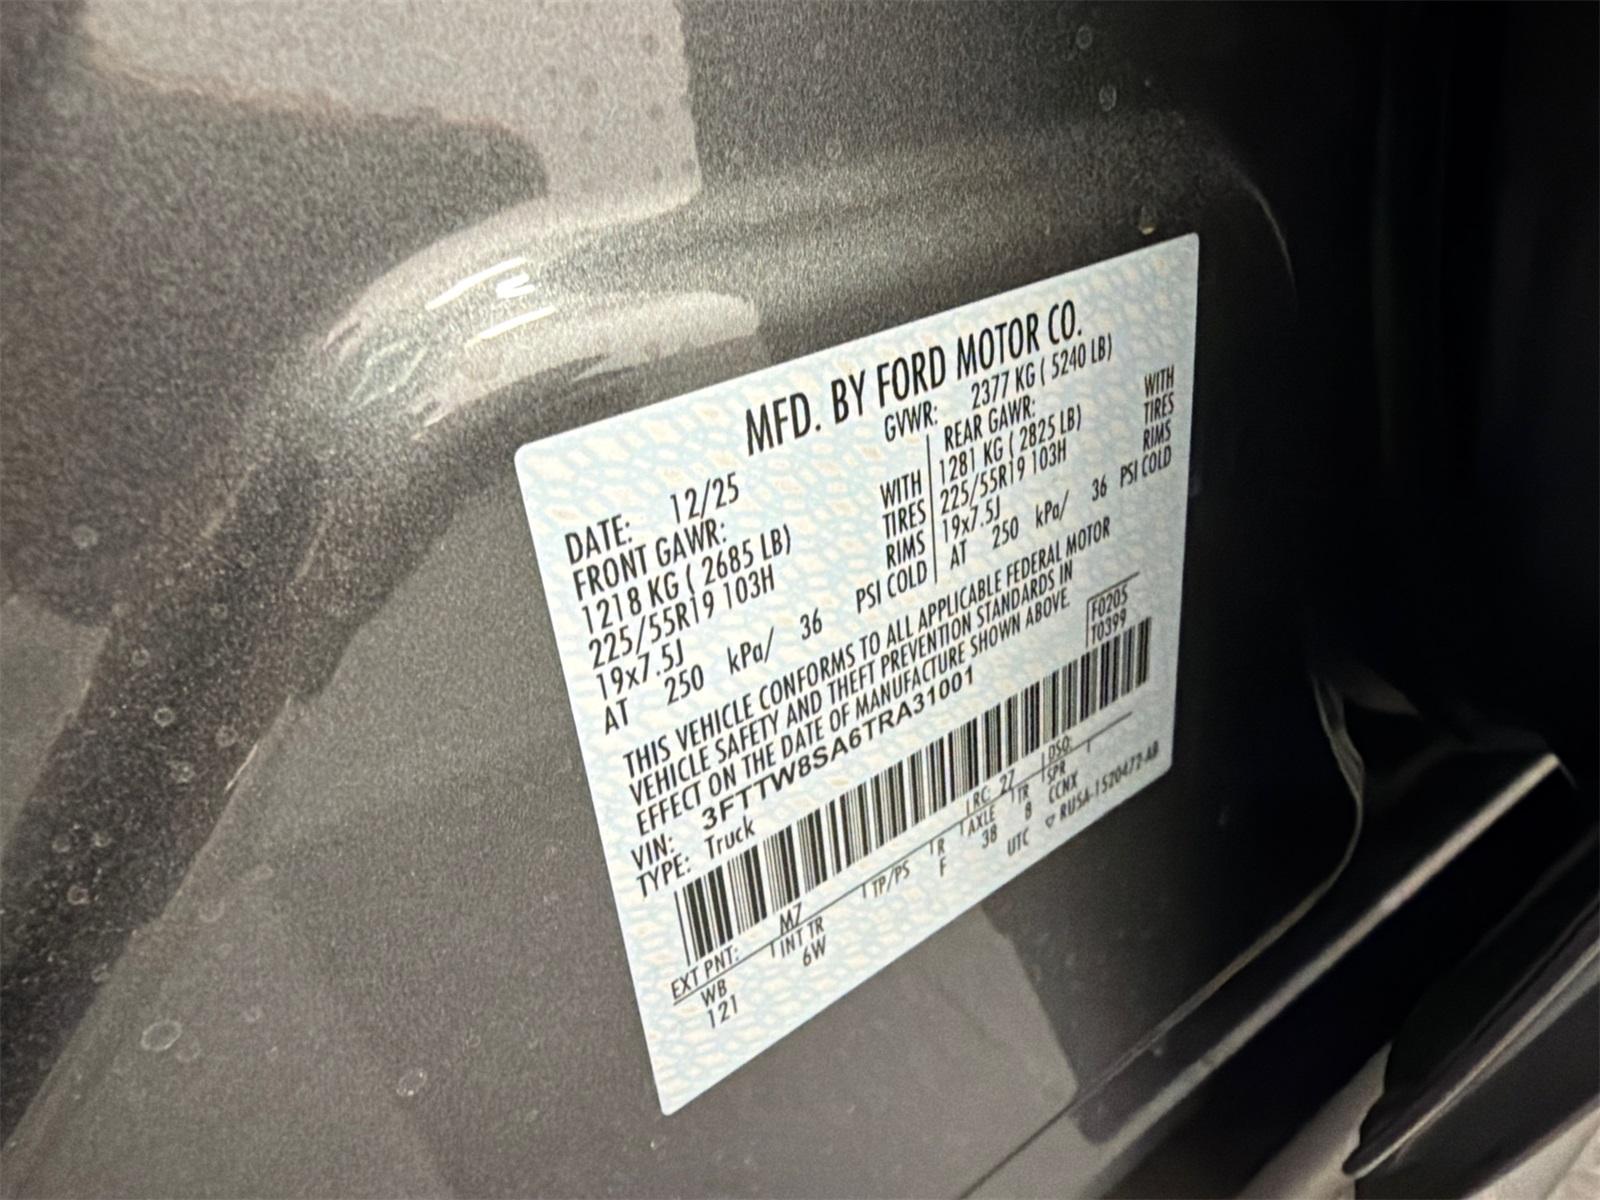 MFD. BY FORD MOTOR CO.
DATE: 12/25 GVWR: 2377 KG ( 5240 LB)
FRONT GAWR: REAR GAWR:
1218 KG ( 2685 LB) WITH 1281 KG ( 2825 LB) WITH
225/55R19 103H TIRES 225/55R19 103H TIRES
19x7.5J RIMS 19x7.5J RIMS
AT 250 kPa/ 36 PSI COLD AT 250 kPa/ 36 PSI COLD
THIS VEHICLE CONFORMS TO ALL APPLICABLE FEDERAL MOTOR
VEHICLE SAFETY AND THEFT PREVENTION STANDARDS IN
EFFECT ON THE DATE OF MANUFACTURE SHOWN ABOVE.
VIN: 3FTTW8SA6TRA31001 F0205
TYPE: Truck T0399
EXT PNT: M7 RC: 27 DSO:
WB INT TR TP/PS R AXLE TR SPR
121 6W F 38 8 CCNX
UTC ▽ RUSA-1520472-AB